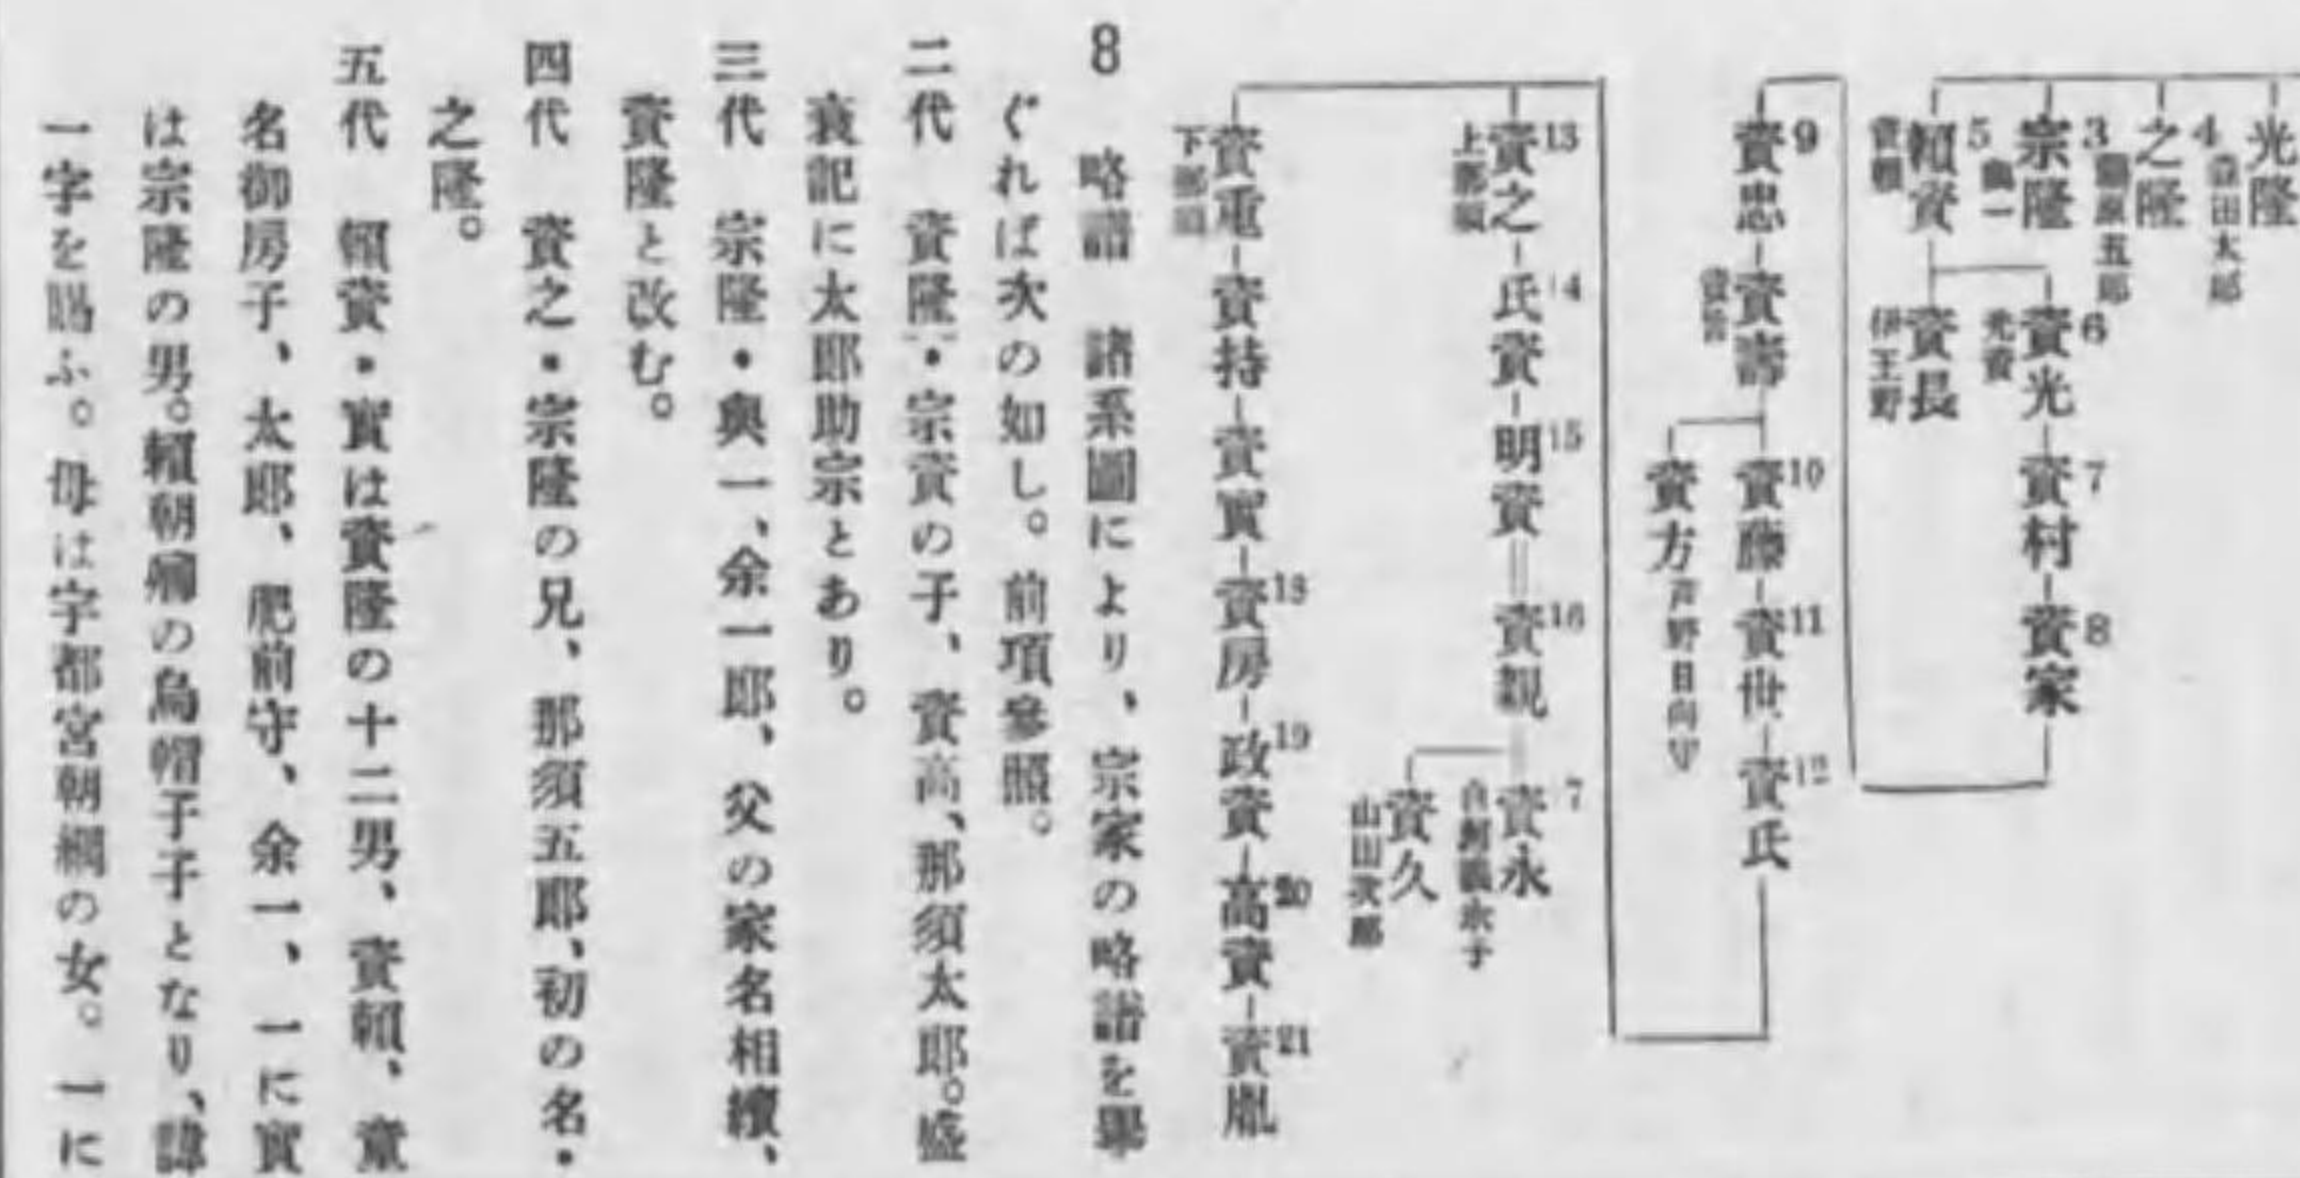 光隆
森田太郎
4
之隆
五郎
3
宗隆
與一
5
頼資
資頼
6
資光
光資
7
資村
8
資家
資長
伊王野
9
資忠
資壽
10
資藤
11
資世
12
資氏
資方
芦野日向守
13
資之
上那須
14
氏資
15
明資
16
資親
17
資永
資久
山田次郎
資重
下那須
資持
資實
18
資房
19
政資
20
高資
21
資胤
8 略譜 諸系圖により、宗家の略譜を擧
ぐれば次の如し。前項參照。
二代 資隆・宗資の子、資高、那須太郎。盛
衰記に太郎助宗とあり。
三代 宗隆・與一、余一郎、父の家名相續、
資隆と改む。
四代 資之・宗隆の兄、那須五郎、初の名・
之隆。
五代 頼資・實は資隆の十二男、資頼、童
名御房子、太郎、肥前守、余一、一に實
は宗隆の男。頼朝卿の烏帽子子となり、諱
一字を賜ふ。母は宇都宮朝綱の女。一に